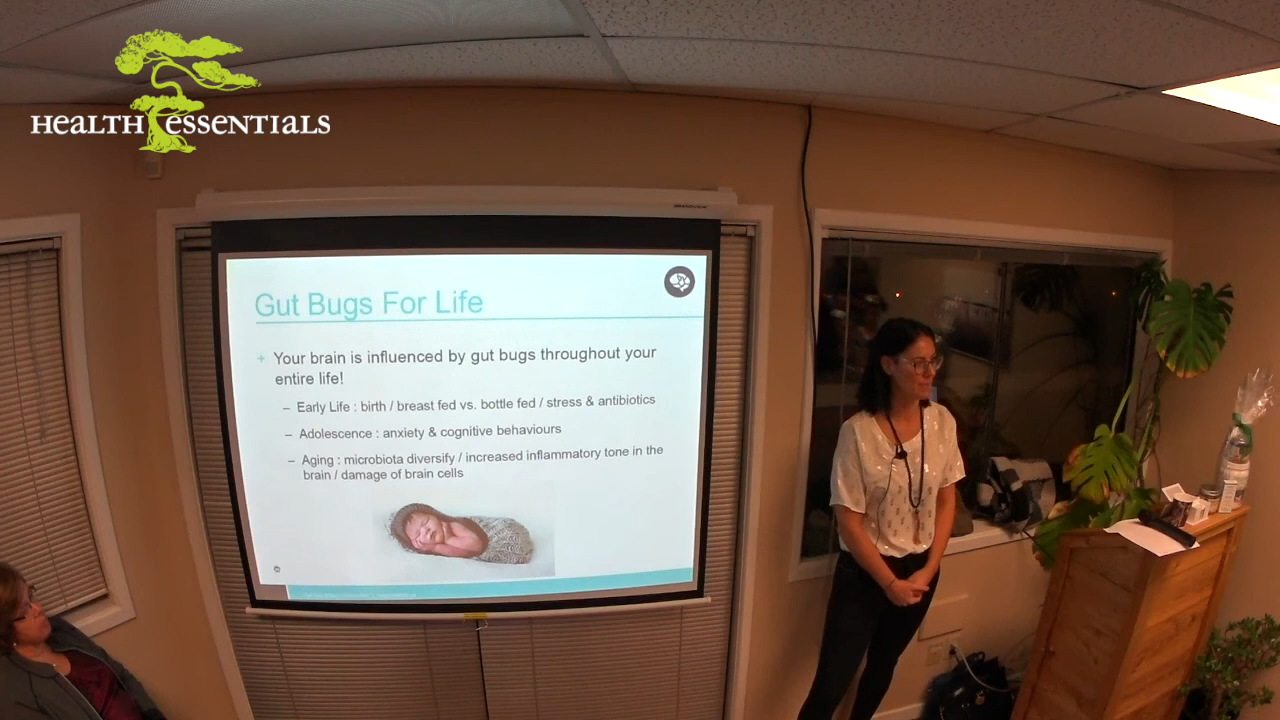 HEALTH ESSENTIALS
Gut Bugs For Life
+ Your brain is influenced by gut bugs throughout your
entire life!
– Early Life : birth / breast fed vs. bottle fed / stress & antibiotics
– Adolescence : anxiety & cognitive behaviours
– Aging : microbiota diversify / increased inflammatory tone in the
brain / damage of brain cells